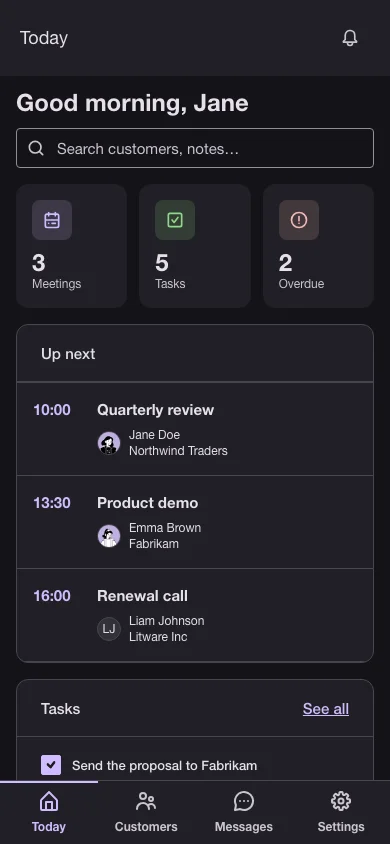 Today
Good morning, Jane
Search customers, notes...
3
Meetings
5
Tasks
2
Overdue
Up next
10:00
Quarterly review
Jane Doe
Northwind Traders
13:30
Product demo
Emma Brown
Fabrikam
16:00
Renewal call
LJ
Liam Johnson
Litware Inc
Tasks
See all
Send the proposal to Fabrikam
Today
Customers
Messages
Settings